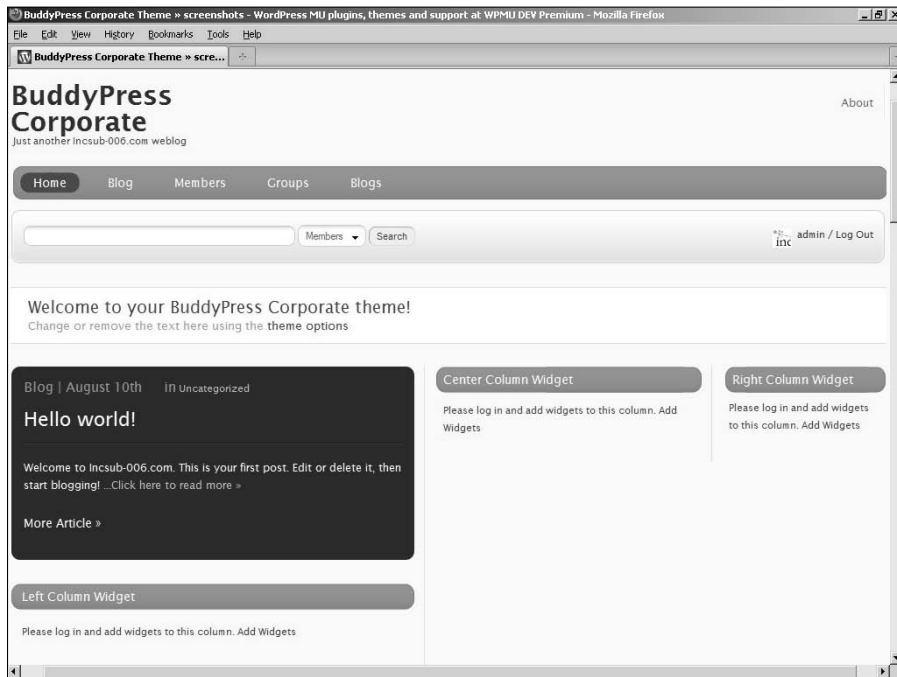 BuddyPress Corporate Theme » screenshots - WordPress MU plugins, themes and support at WPMU DEV Premium - Mozilla Firefox
File Edit View History Bookmarks Tools Help
BuddyPress Corporate Theme » scre...
BuddyPress
Corporate
Just another Incsub-006.com weblog
About
Home Blog Members Groups Blogs
Members Search
inc admin / Log Out
Welcome to your BuddyPress Corporate theme!
Change or remove the text here using the theme options
Blog | August 10th in Uncategorized
Hello world!
Welcome to Incsub-006.com. This is your first post. Edit or delete it, then
start blogging! ...Click here to read more »
More Article »
Left Column Widget
Please log in and add widgets to this column. Add Widgets
Center Column Widget
Please log in and add widgets to this column. Add
Widgets
Right Column Widget
Please log in and add widgets
to this column. Add Widgets